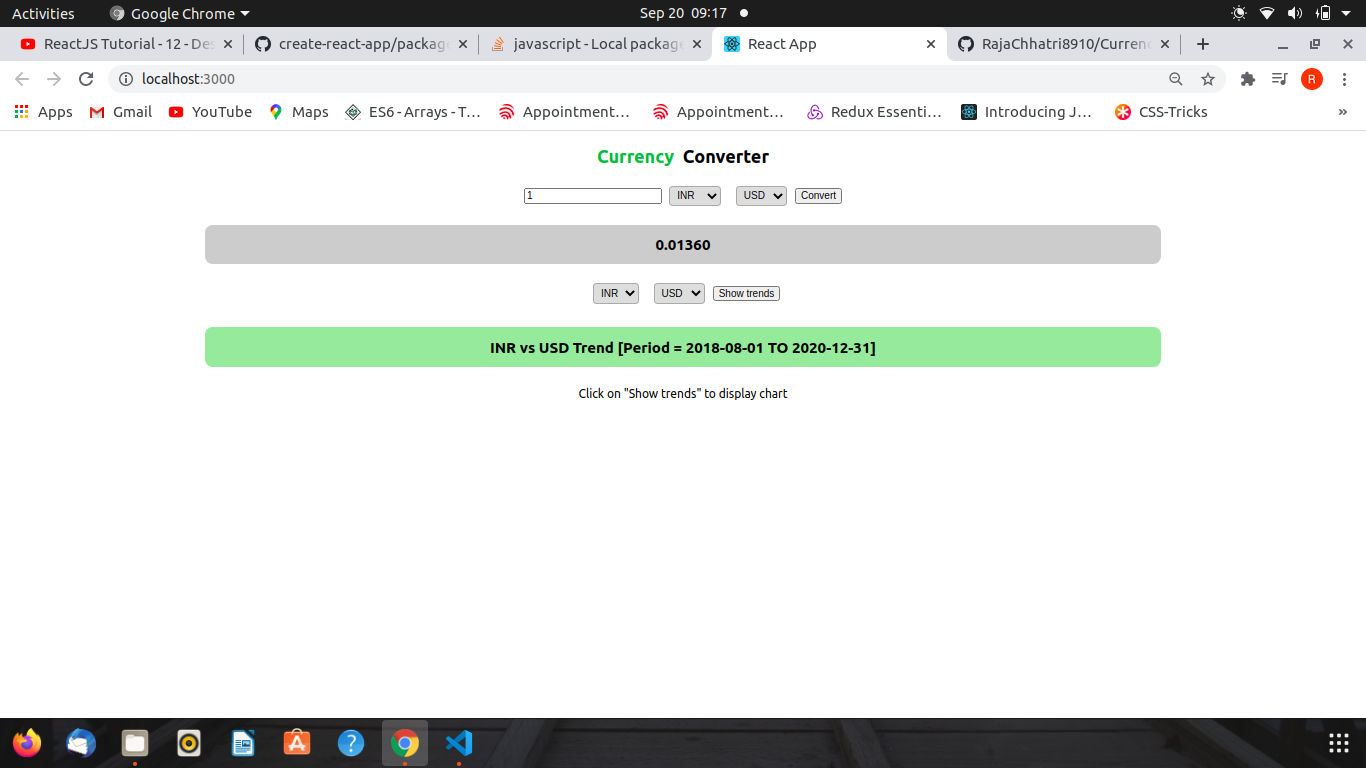 Activities Google Chrome Sep 20 09:17
ReactJS Tutorial - 12 - Des create-react-app/package javascript - Local package React App RajaChhatri8910/Currenc
localhost:3000 R
Apps Gmail YouTube Maps ES6 - Arrays - T... Appointment... Appointment... Redux Essenti... Introducing J... CSS-Tricks »
Currency Converter
1 INR USD Convert
0.01360
INR USD Show trends
INR vs USD Trend [Period = 2018-08-01 TO 2020-12-31]
Click on "Show trends" to display chart